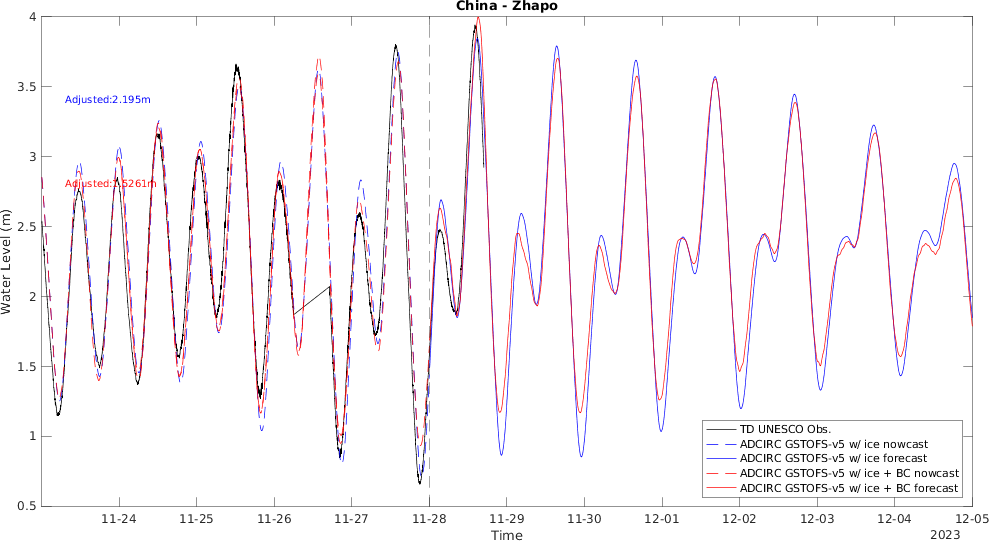 China - Zhapo
Water Level (m)
4
3.5
3
2.5
2
1.5
1
0.5
Adjusted:2.195m
11-24
11-25
11-26
11-27
11-28
11-29
11-30
12-01
12-02
12-03
12-04
12-05
Time
2023
TD UNESCO Obs.
ADCIRC GSTOFS-v5 w/ ice nowcast
ADCIRC GSTOFS-v5 w/ ice forecast
ADCIRC GSTOFS-v5 w/ ice + BC nowcast
ADCIRC GSTOFS-v5 w/ ice + BC forecast